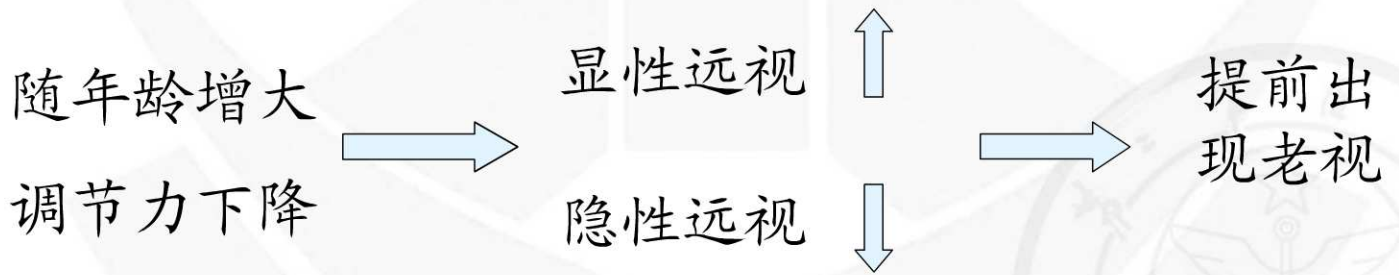 随年龄增大
调节力下降
显性远视
隐性远视
提前出
现老视